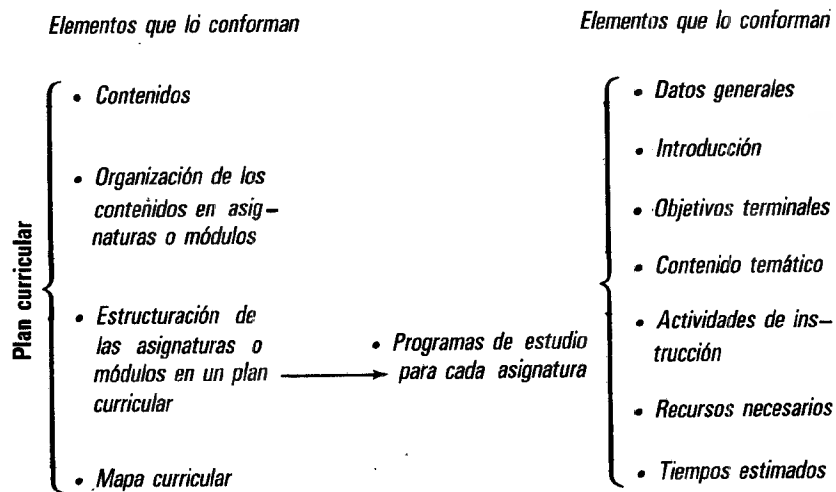 Elementos que lo conforman
Plan curricular
• Contenidos
• Organización de los
contenidos en asig–
naturas o módulos
• Estructuración de
las asignaturas o
módulos en un plan
curricular
• Mapa curricular
• Programas de estudio
para cada asignatura
Elementos que lo conforman
• Datos generales
• Introducción
• Objetivos terminales
• Contenido temático
• Actividades de ins–
trucción
• Recursos necesarios
• Tiempos estimados